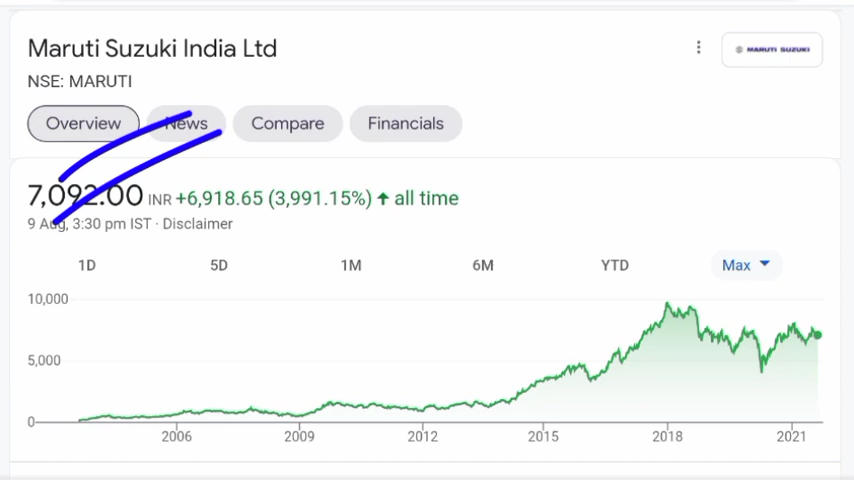 Maruti Suzuki India Ltd
MARUTI SUZUKI
NSE: MARUTI
Overview News Compare Financials
7,092.00 INR +6,918.65 (3,991.15%) ↑ all time
9 Aug, 3:30 pm IST · Disclaimer
1D 5D 1M 6M YTD Max
10,000
5,000
0
2006 2009 2012 2015 2018 2021